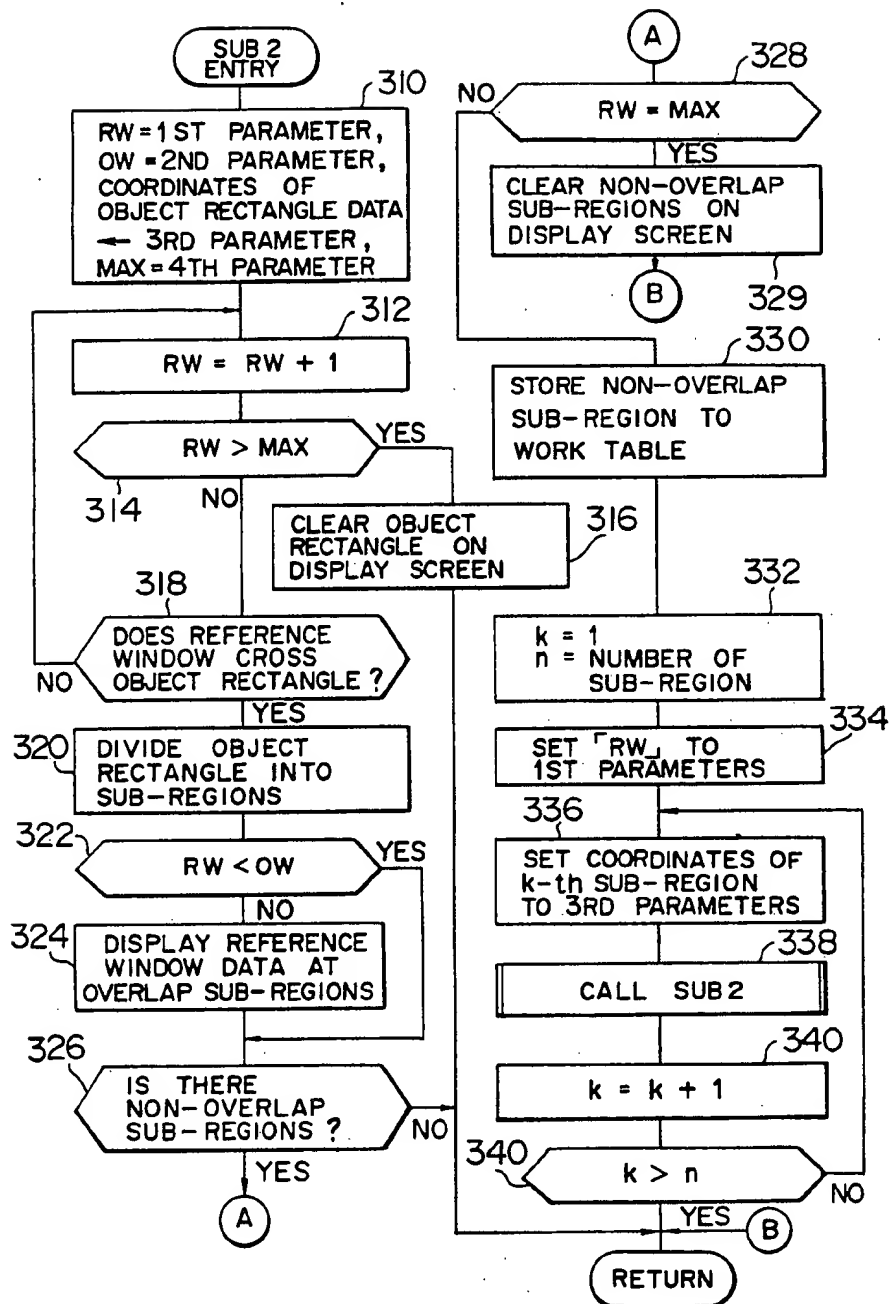 SUB 2
ENTRY
310
RW = 1 ST PARAMETER,
OW = 2ND PARAMETER,
COORDINATES OF
OBJECT RECTANGLE DATA
← 3RD PARAMETER,
MAX = 4TH PARAMETER
312
RW = RW + 1
RW > MAX
YES
314
NO
CLEAR OBJECT
RECTANGLE ON
DISPLAY SCREEN
316
318
DOES REFERENCE
WINDOW CROSS
OBJECT RECTANGLE ?
NO
YES
320
DIVIDE OBJECT
RECTANGLE INTO
SUB-REGIONS
322
RW < OW
YES
NO
324
DISPLAY REFERENCE
WINDOW DATA AT
OVERLAP SUB-REGIONS
326
IS THERE
NON-OVERLAP
SUB-REGIONS ?
NO
YES
A
A
328
NO
RW = MAX
YES
CLEAR NON-OVERLAP
SUB-REGIONS ON
DISPLAY SCREEN
329
B
330
STORE NON-OVERLAP
SUB-REGION TO
WORK TABLE
332
k = 1
n = NUMBER OF
SUB-REGION
334
SET 「RW」 TO
1ST PARAMETERS
336
SET COORDINATES OF
k-th SUB-REGION
TO 3RD PARAMETERS
338
CALL SUB2
340
k = k + 1
340
k > n
NO
YES
B
RETURN